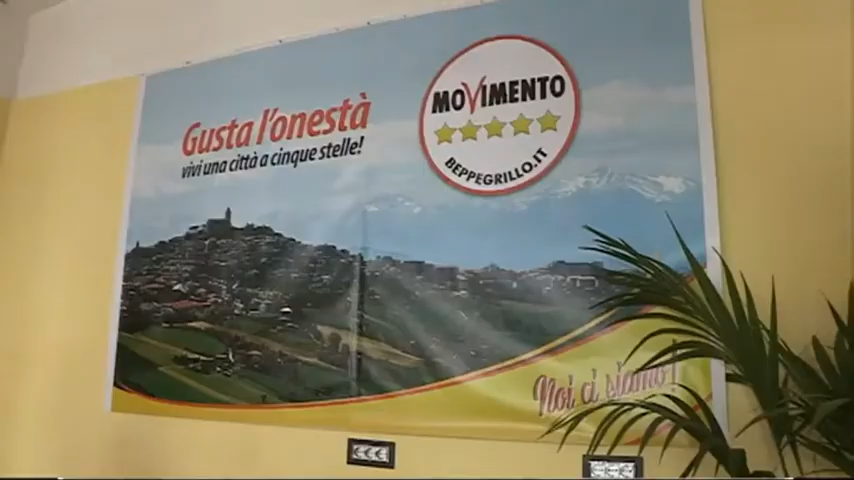 Gusta l'onestà
vivi una città a cinque stelle!
MOVIMENTO
BEPPEGRILLO.IT
Noi ci siamo!